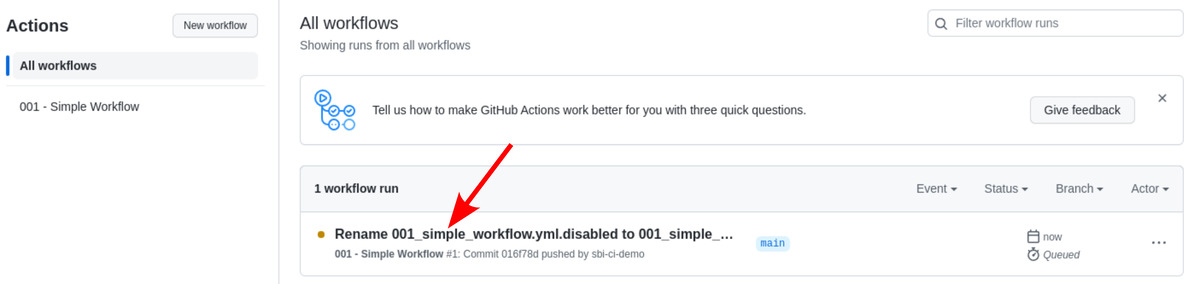 Actions
New workflow
All workflows
001 - Simple Workflow
All workflows
Showing runs from all workflows
Filter workflow runs
Tell us how to make GitHub Actions work better for you with three quick questions.
Give feedback
1 workflow run
Event
Status
Branch
Actor
Rename 001_simple_workflow.yml.disabled to 001_simple_...
001 - Simple Workflow #1: Commit 016f78d pushed by sbi-ci-demo
main
now
Queued